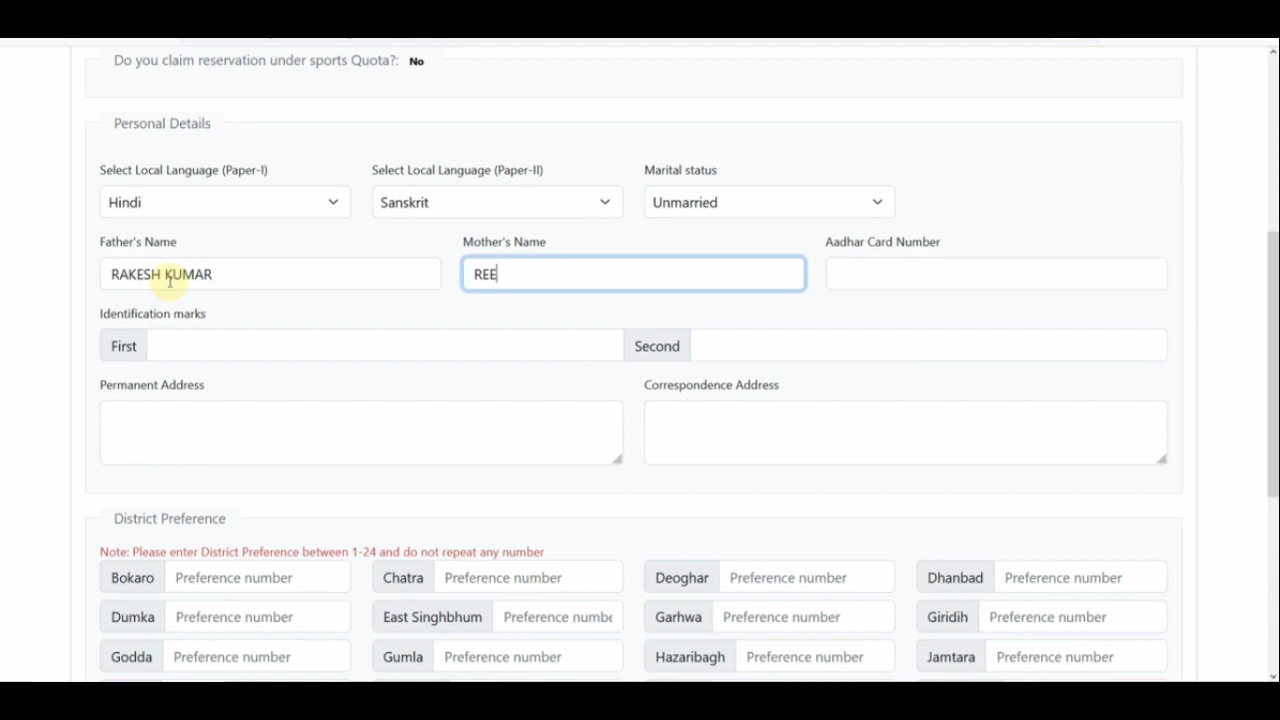 Do you claim reservation under sports Quota?: No
Personal Details
Select Local Language (Paper-I) Select Local Language (Paper-II) Marital status
Hindi Sanskrit Unmarried
Father's Name Mother's Name Aadhar Card Number
RAKESH KUMAR REE
Identification marks
First Second
Permanent Address Correspondence Address
District Preference
Note: Please enter District Preference between 1-24 and do not repeat any number
Bokaro Preference number Chatra Preference number Deoghar Preference number Dhanbad Preference number
Dumka Preference number East Singhbhum Preference numbe Garhwa Preference number Giridih Preference number
Godda Preference number Gumla Preference number Hazaribagh Preference number Jamtara Preference number